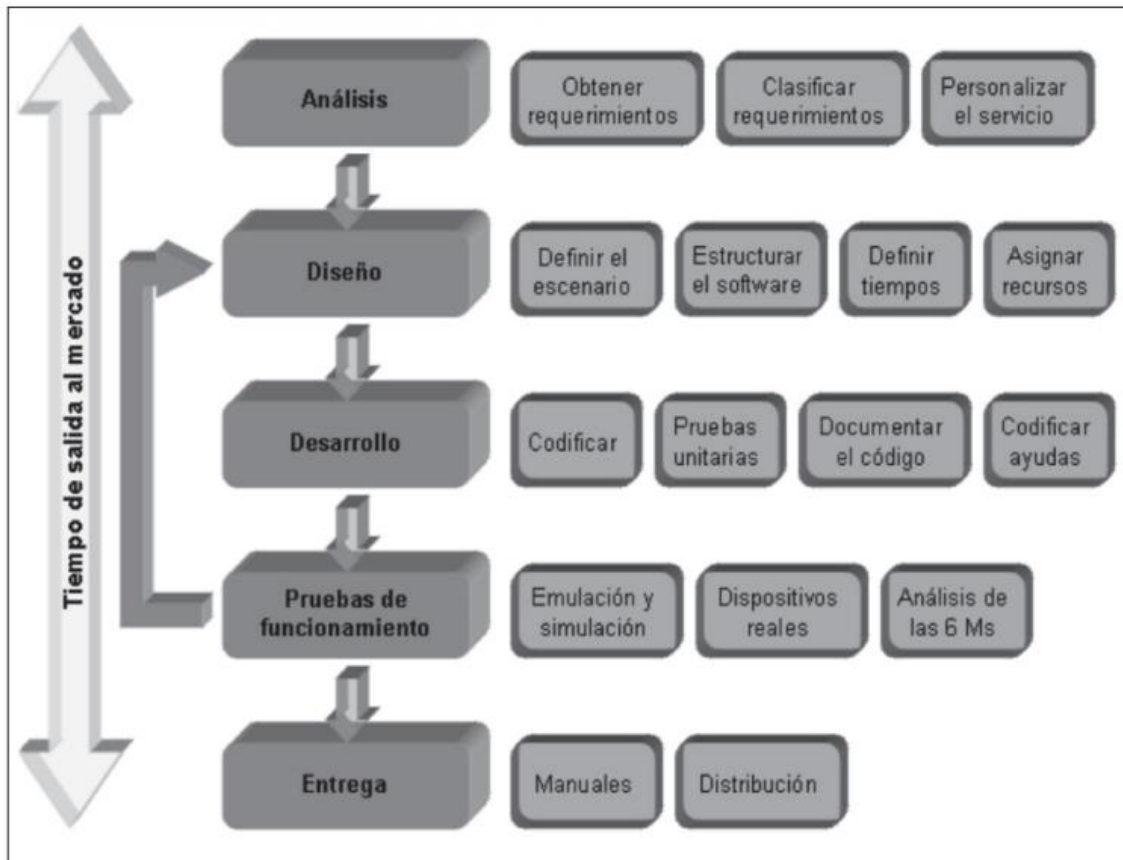 Tiempo de salida al mercado
Análisis
Obtener
requerimientos
Clasificar
requerimientos
Personalizar
el servicio
Diseño
Definir el
escenario
Estructurar
el software
Definir
tiempos
Asignar
recursos
Desarrollo
Codificar
Pruebas
unitarias
Documentar
el código
Codificar
ayudas
Pruebas de
funcionamiento
Emulación y
simulación
Dispositivos
reales
Análisis de
las 6 Ms
Entrega
Manuales
Distribución